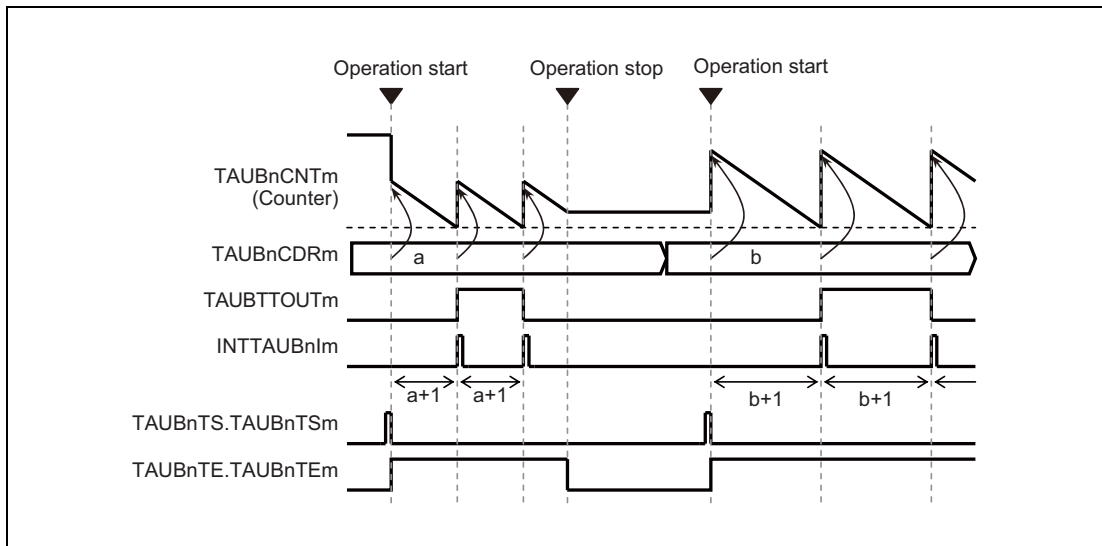 Operation start Operation stop Operation start
TAUBnCNTm
(Counter)
TAUBnCDRm a b
TAUBTTOUTm
INTTAUBnIm
a+1 a+1 b+1 b+1
TAUBnTS.TAUBnTSm
TAUBnTE.TAUBnTEm